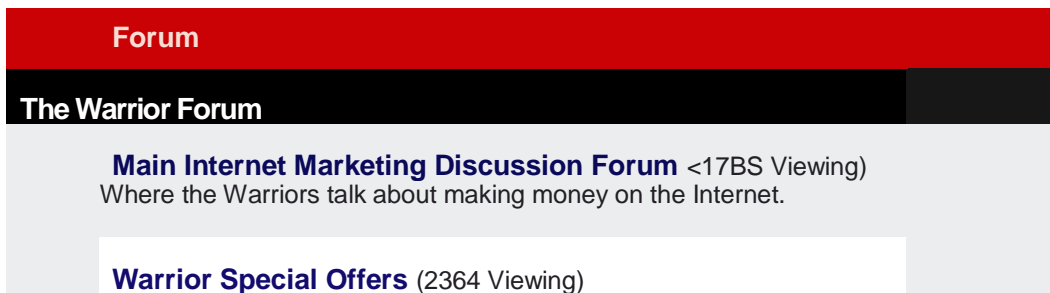 Forum
The Warrior Forum
Main Internet Marketing Discussion Forum <17BS Viewing)
Where the Warriors talk about making money on the Internet.
Warrior Special Offers (2364 Viewing)